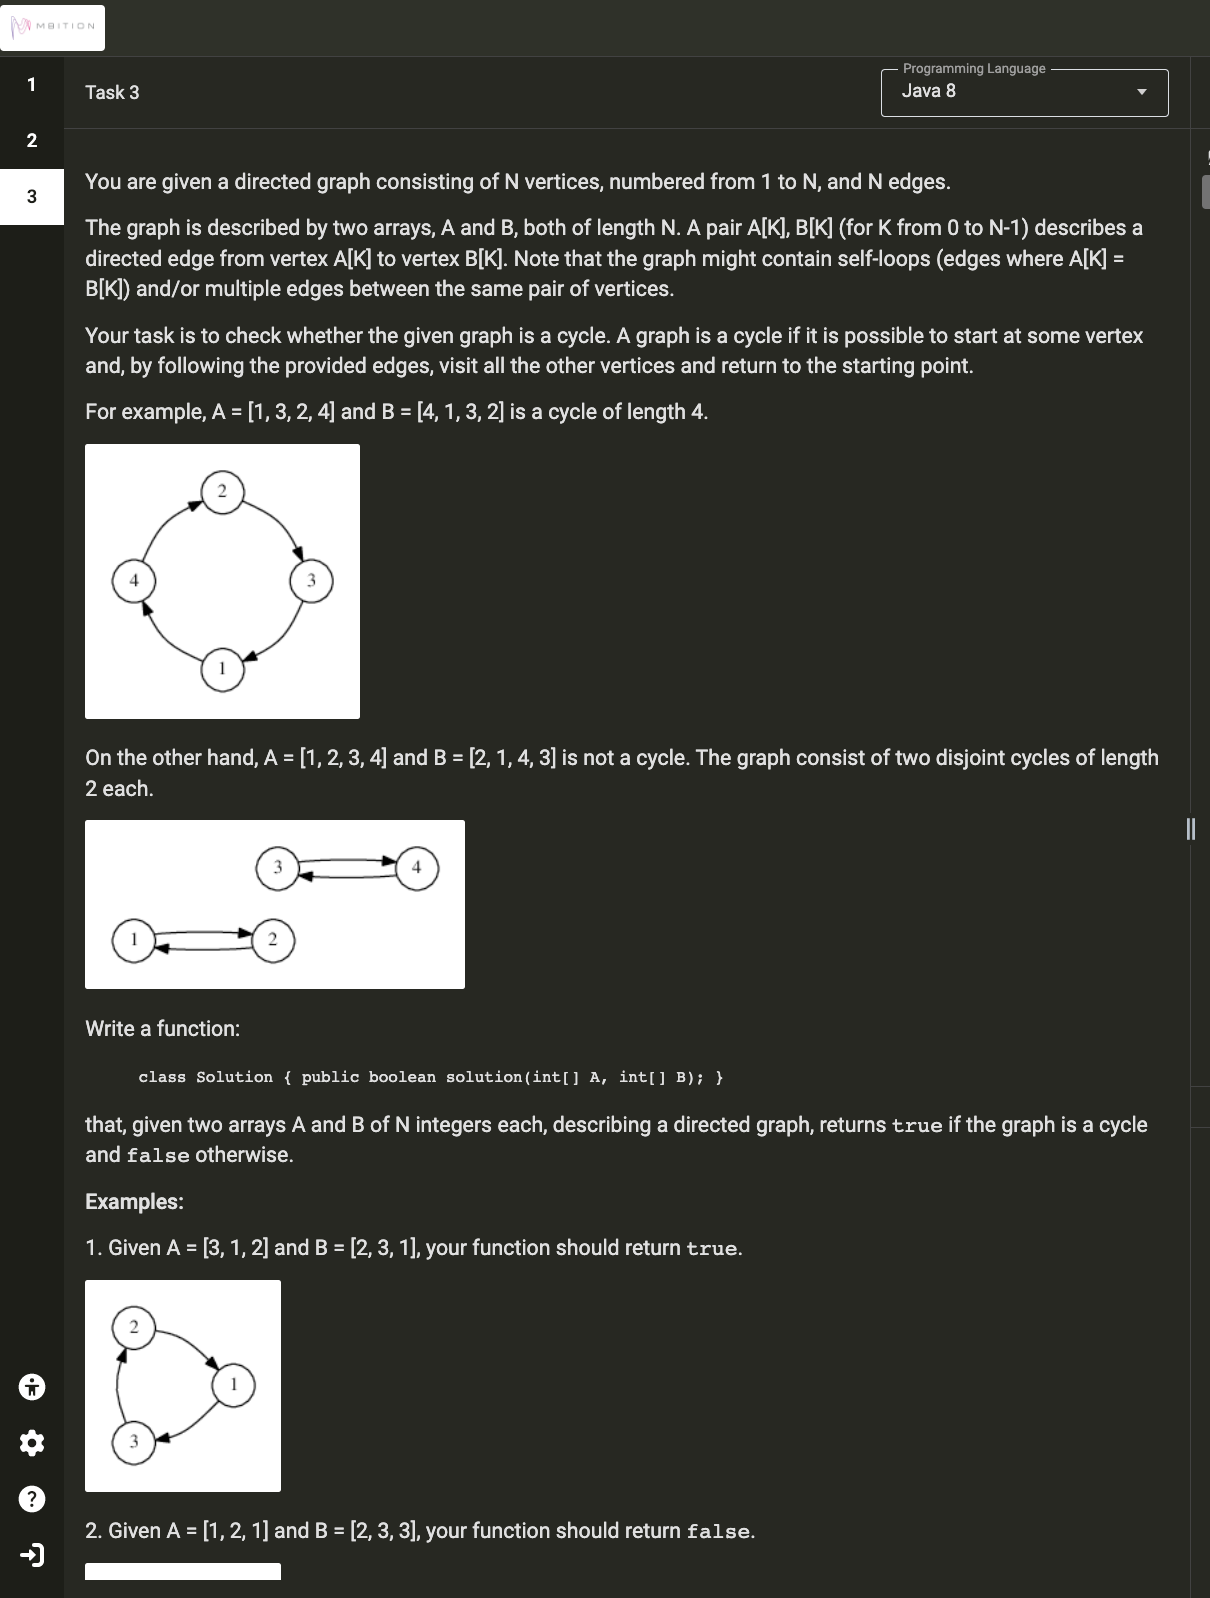 MBITION
1
Task 3
Programming Language
Java 8
2
3
You are given a directed graph consisting of N vertices, numbered from 1 to N, and N edges.
The graph is described by two arrays, A and B, both of length N. A pair A[K], B[K] (for K from 0 to N-1) describes a
directed edge from vertex A[K] to vertex B[K]. Note that the graph might contain self-loops (edges where A[K] =
B[K]) and/or multiple edges between the same pair of vertices.
Your task is to check whether the given graph is a cycle. A graph is a cycle if it is possible to start at some vertex
and, by following the provided edges, visit all the other vertices and return to the starting point.
For example, A = [1, 3, 2, 4] and B = [4, 1, 3, 2] is a cycle of length 4.
2
4
3
1
On the other hand, A = [1, 2, 3, 4] and B = [2, 1, 4, 3] is not a cycle. The graph consist of two disjoint cycles of length
2 each.
3
4
1
2
Write a function:
class Solution { public boolean solution(int[] A, int[] B); }
that, given two arrays A and B of N integers each, describing a directed graph, returns true if the graph is a cycle
and false otherwise.
Examples:
1. Given A = [3, 1, 2] and B = [2, 3, 1], your function should return true.
2
1
3
2. Given A = [1, 2, 1] and B = [2, 3, 3], your function should return false.
?